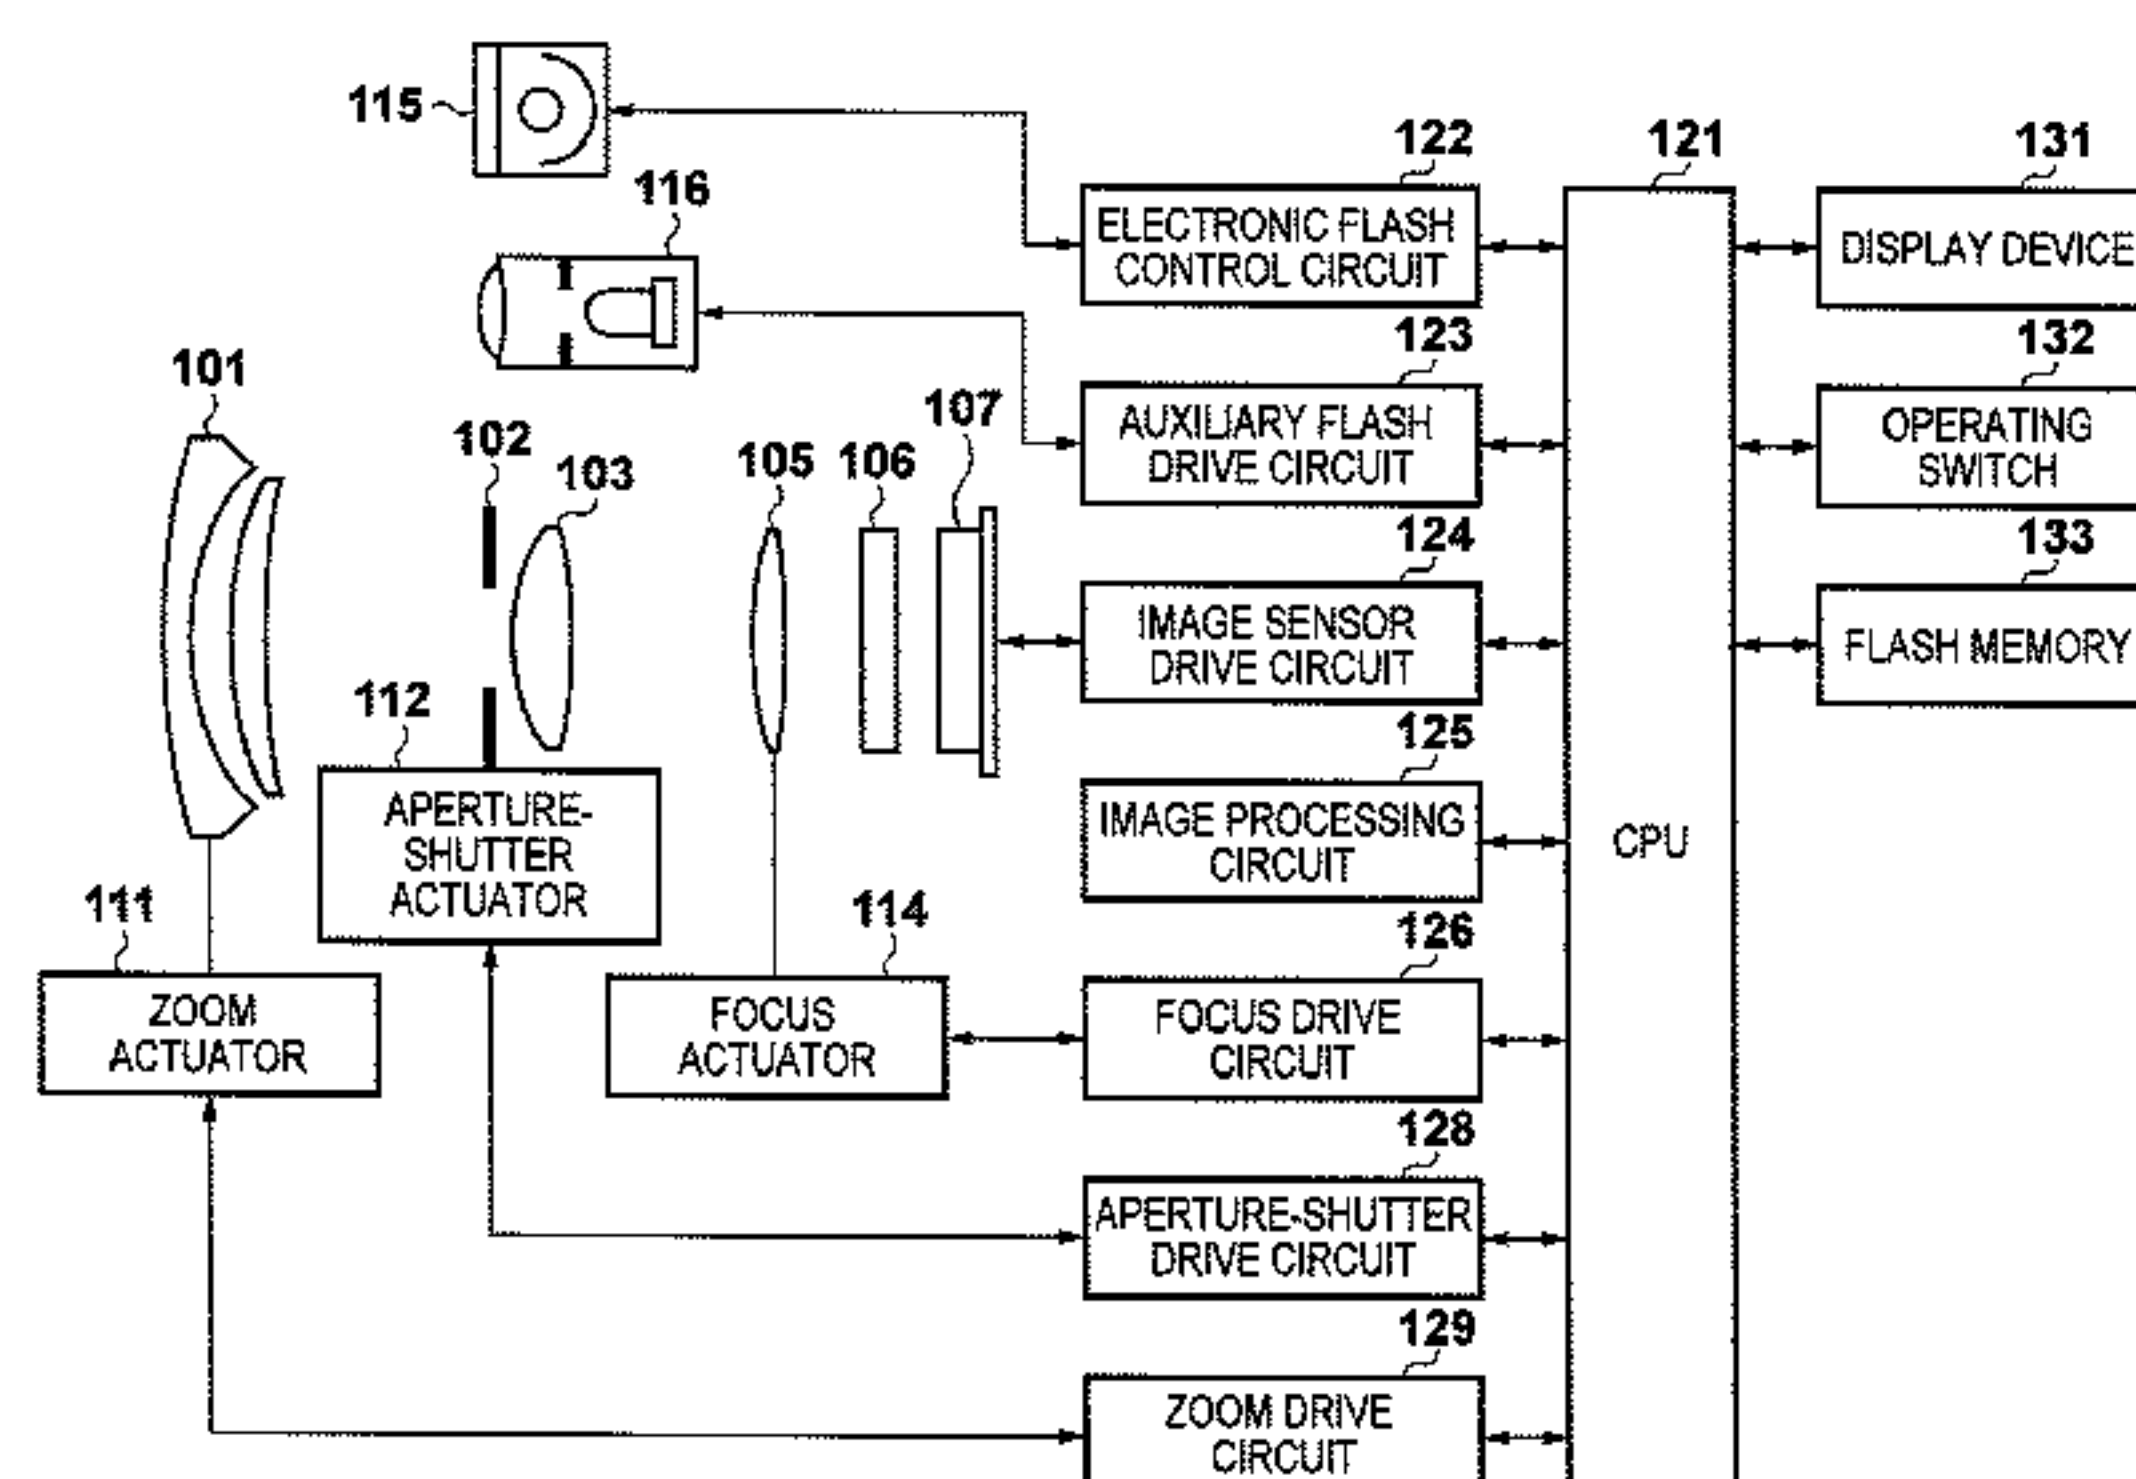 115
116
122
121
131
ELECTRONIC FLASH
CONTROL CIRCUIT
DISPLAY DEVICE
101
102
103
105
106
107
123
132
AUXILIARY FLASH
DRIVE CIRCUIT
OPERATING
SWITCH
124
133
IMAGE SENSOR
DRIVE CIRCUIT
FLASH MEMORY
112
APERTURE-
SHUTTER
ACTUATOR
125
IMAGE PROCESSING
CIRCUIT
CPU
111
ZOOM
ACTUATOR
114
FOCUS
ACTUATOR
126
FOCUS DRIVE
CIRCUIT
128
APERTURE-SHUTTER
DRIVE CIRCUIT
129
ZOOM DRIVE
CIRCUIT